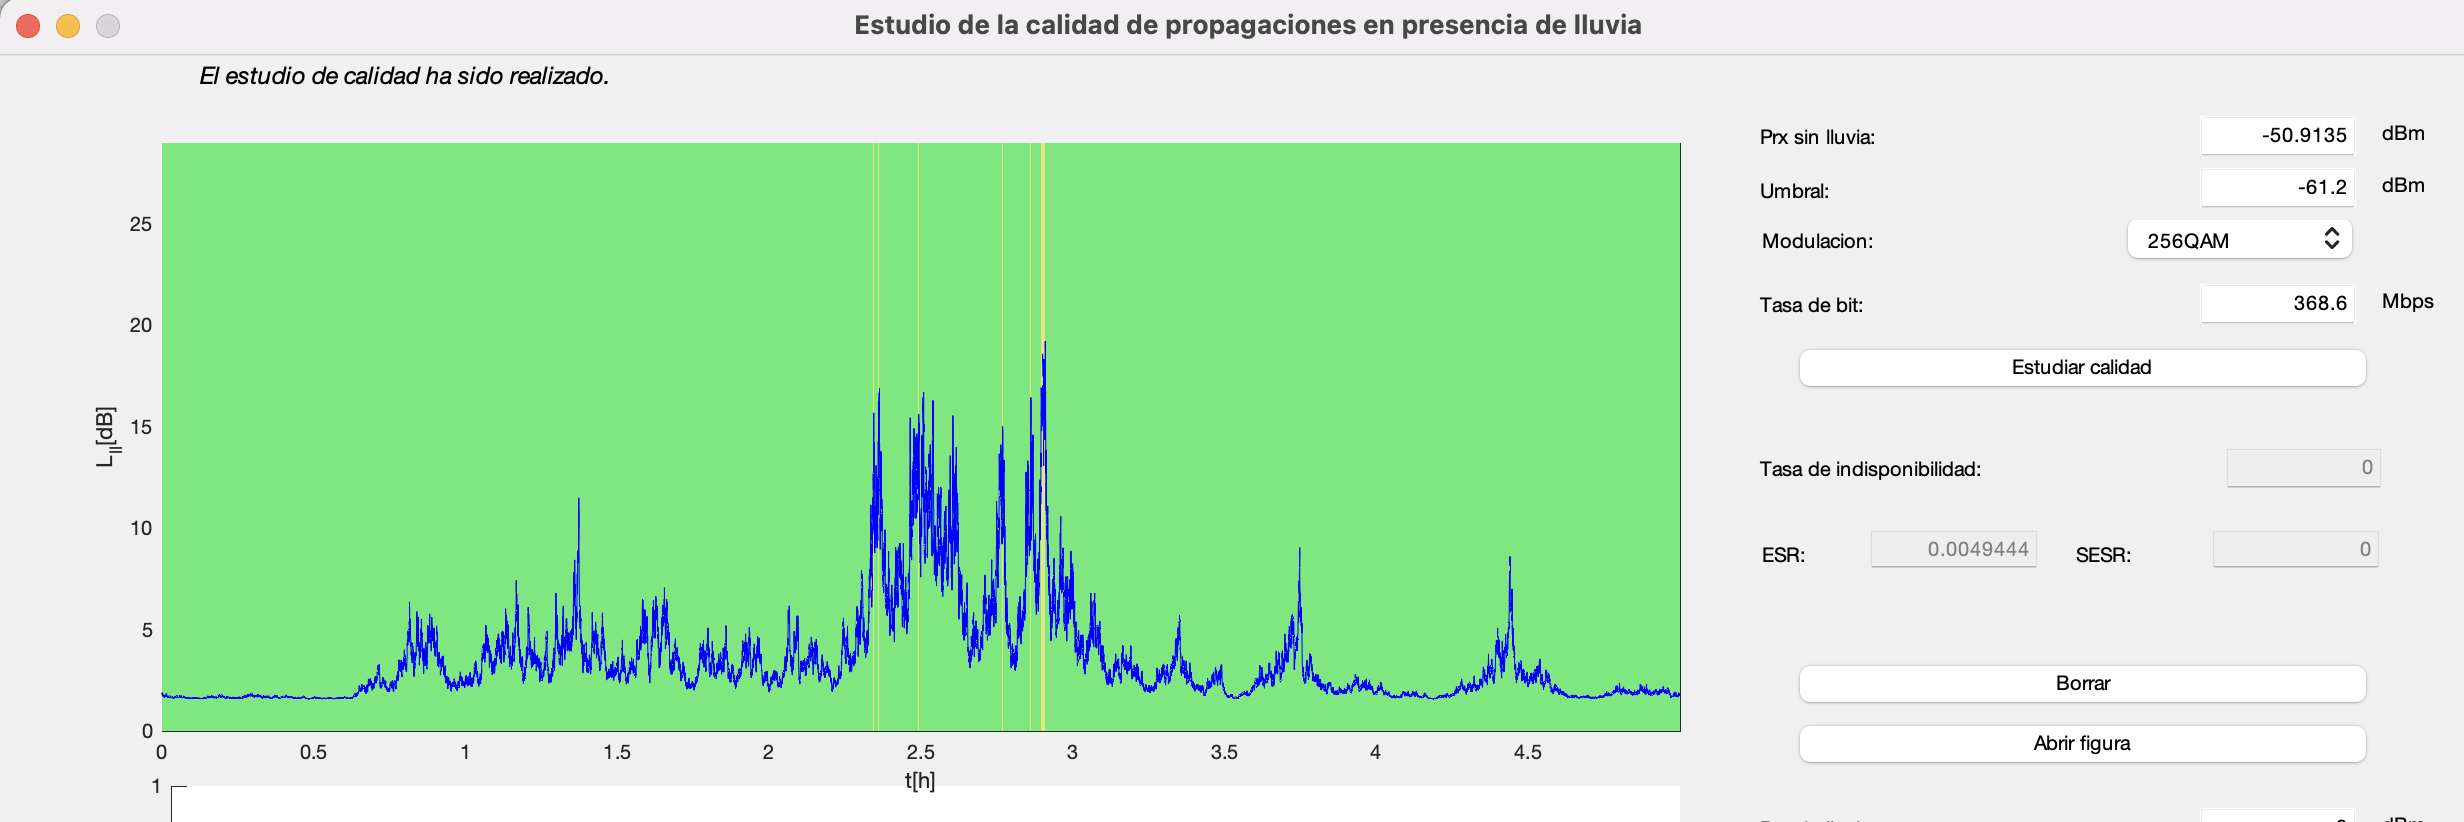 Estudio de la calidad de propagaciones en presencia de lluvia
El estudio de calidad ha sido realizado.
Prx sin lluvia: -50.9135 dBm
Umbral: -61.2 dBm
Modulacion: 256QAM
Tasa de bit: 368.6 Mbps
Estudiar calidad
Tasa de indisponibilidad: 0
ESR: 0.0049444 SESR: 0
Borrar
Abrir figura
25
20
15
10
5
0
L||[dB]
0 0.5 1 1.5 2 2.5 3 3.5 4 4.5
t[h]
1